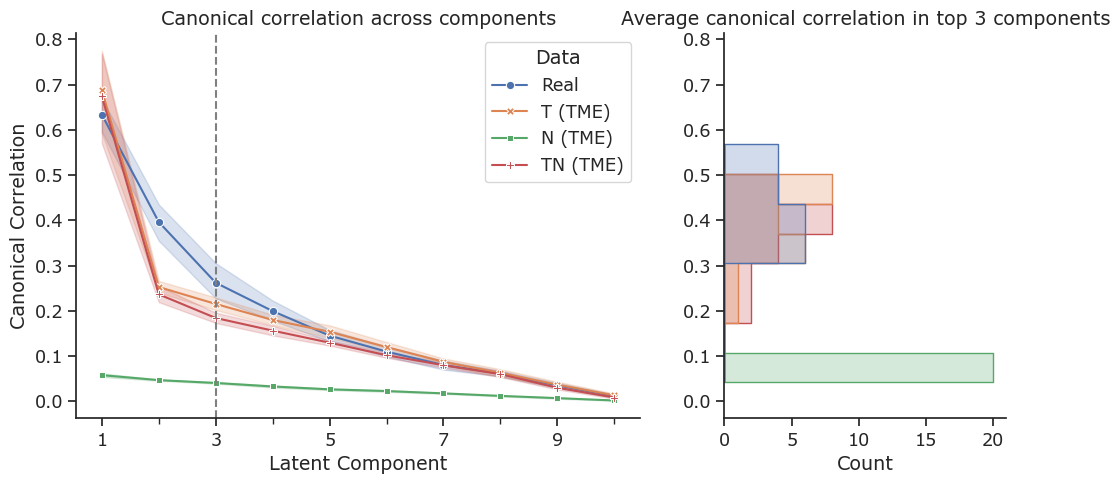 Canonical correlation across components
Canonical Correlation
0.8
0.7
0.6
0.5
0.4
0.3
0.2
0.1
0.0
1
3
5
7
9
Latent Component
Data
Real
T (TME)
N (TME)
TN (TME)
Average canonical correlation in top 3 components
0.8
0.7
0.6
0.5
0.4
0.3
0.2
0.1
0.0
0
5
10
15
20
Count